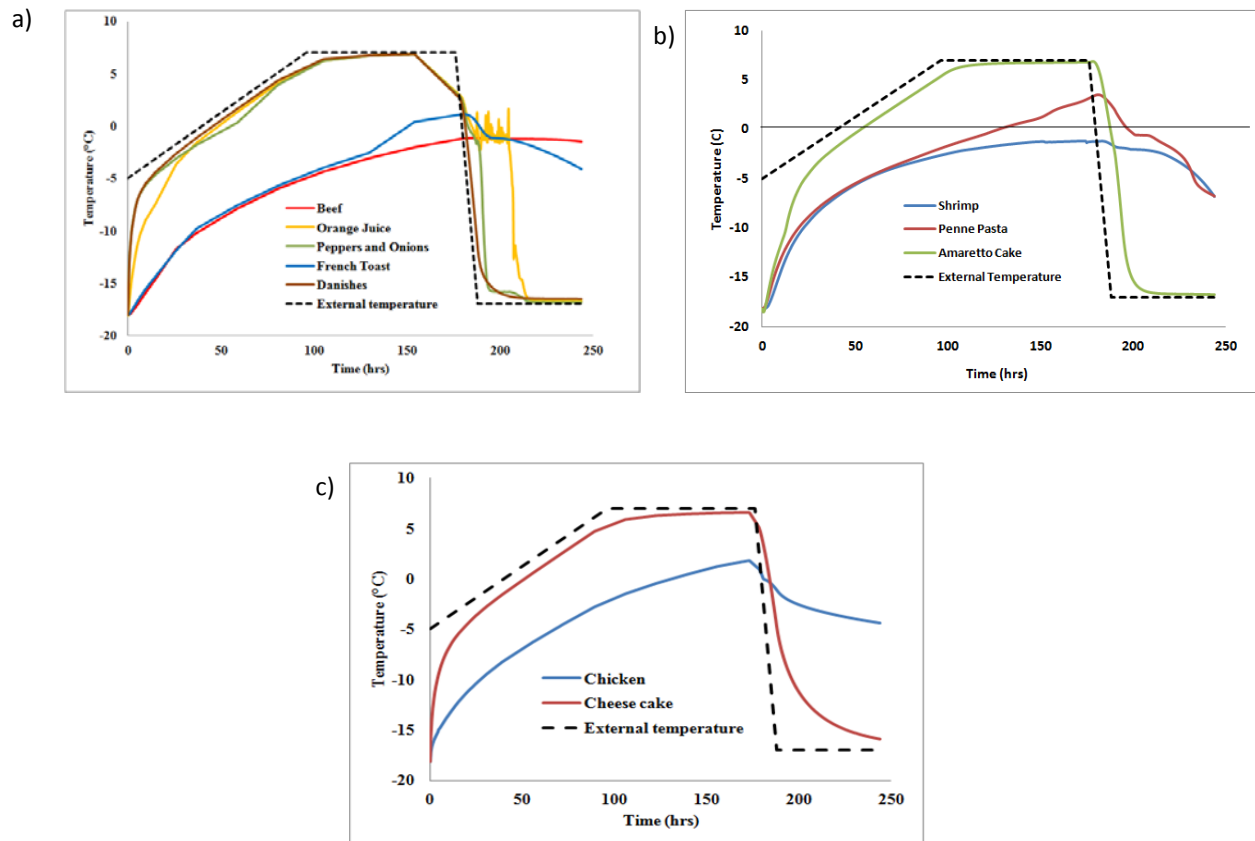 a)
10
5
0
-5
-10
-15
-20
Temperature (°C)
Beef
Orange Juice
Peppers and Onions
French Toast
Danishes
External temperature
0 50 100 150 200 250
Time (hrs)
b)
10
5
0
-5
-10
-15
-20
Temperature (C)
Shrimp
Penne Pasta
Amaretto Cake
External Temperature
0 50 100 150 200 250
Time (hrs)
c)
10
5
0
-5
-10
-15
-20
Temperature (°C)
Chicken
Cheese cake
External temperature
0 50 100 150 200 250
Time (hrs)